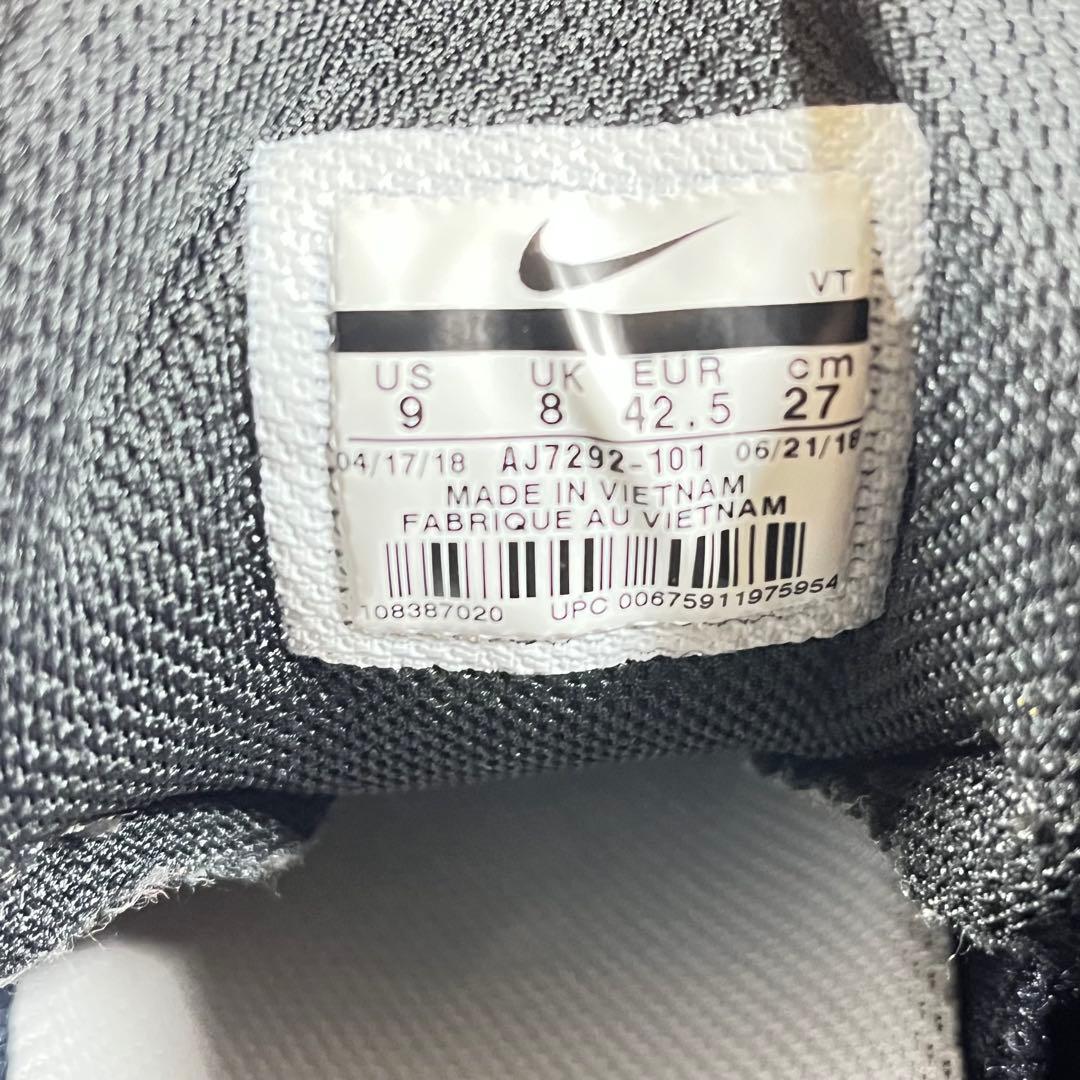 VT
US UK EUR cm
9 8 42.5 27
04/17/18 AJ7292-101 06/21/18
MADE IN VIETNAM
FABRIQUE AU VIETNAM
108387020 UPC 00675911975954